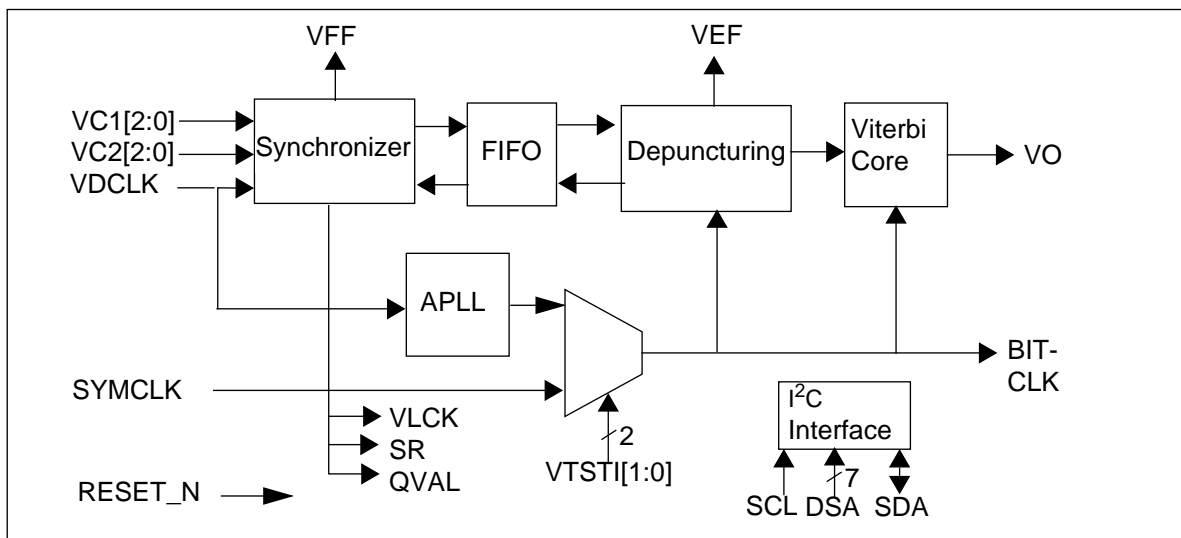 VFF
VEF
VC1[2:0]
VC2[2:0]
VDCLK
Synchronizer
FIFO
Depuncturing
Viterbi
Core
VO
APLL
SYMCLK
BIT-
CLK
VLCK
SR
QVAL
2
VTSTI[1:0]
I²C
Interface
RESET_N
7
SCL DSA SDA